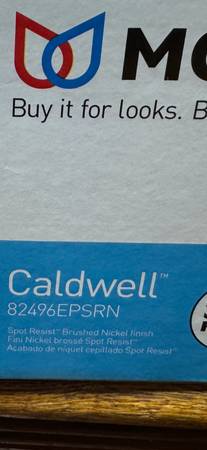 MO
Buy it for looks. B
Caldwell™
82496EPSRN
Spot Resist™ Brushed Nickel finish
Fini Nickel brossé Spot Resist™
Acabado de níquel cepillado Spot Resist™